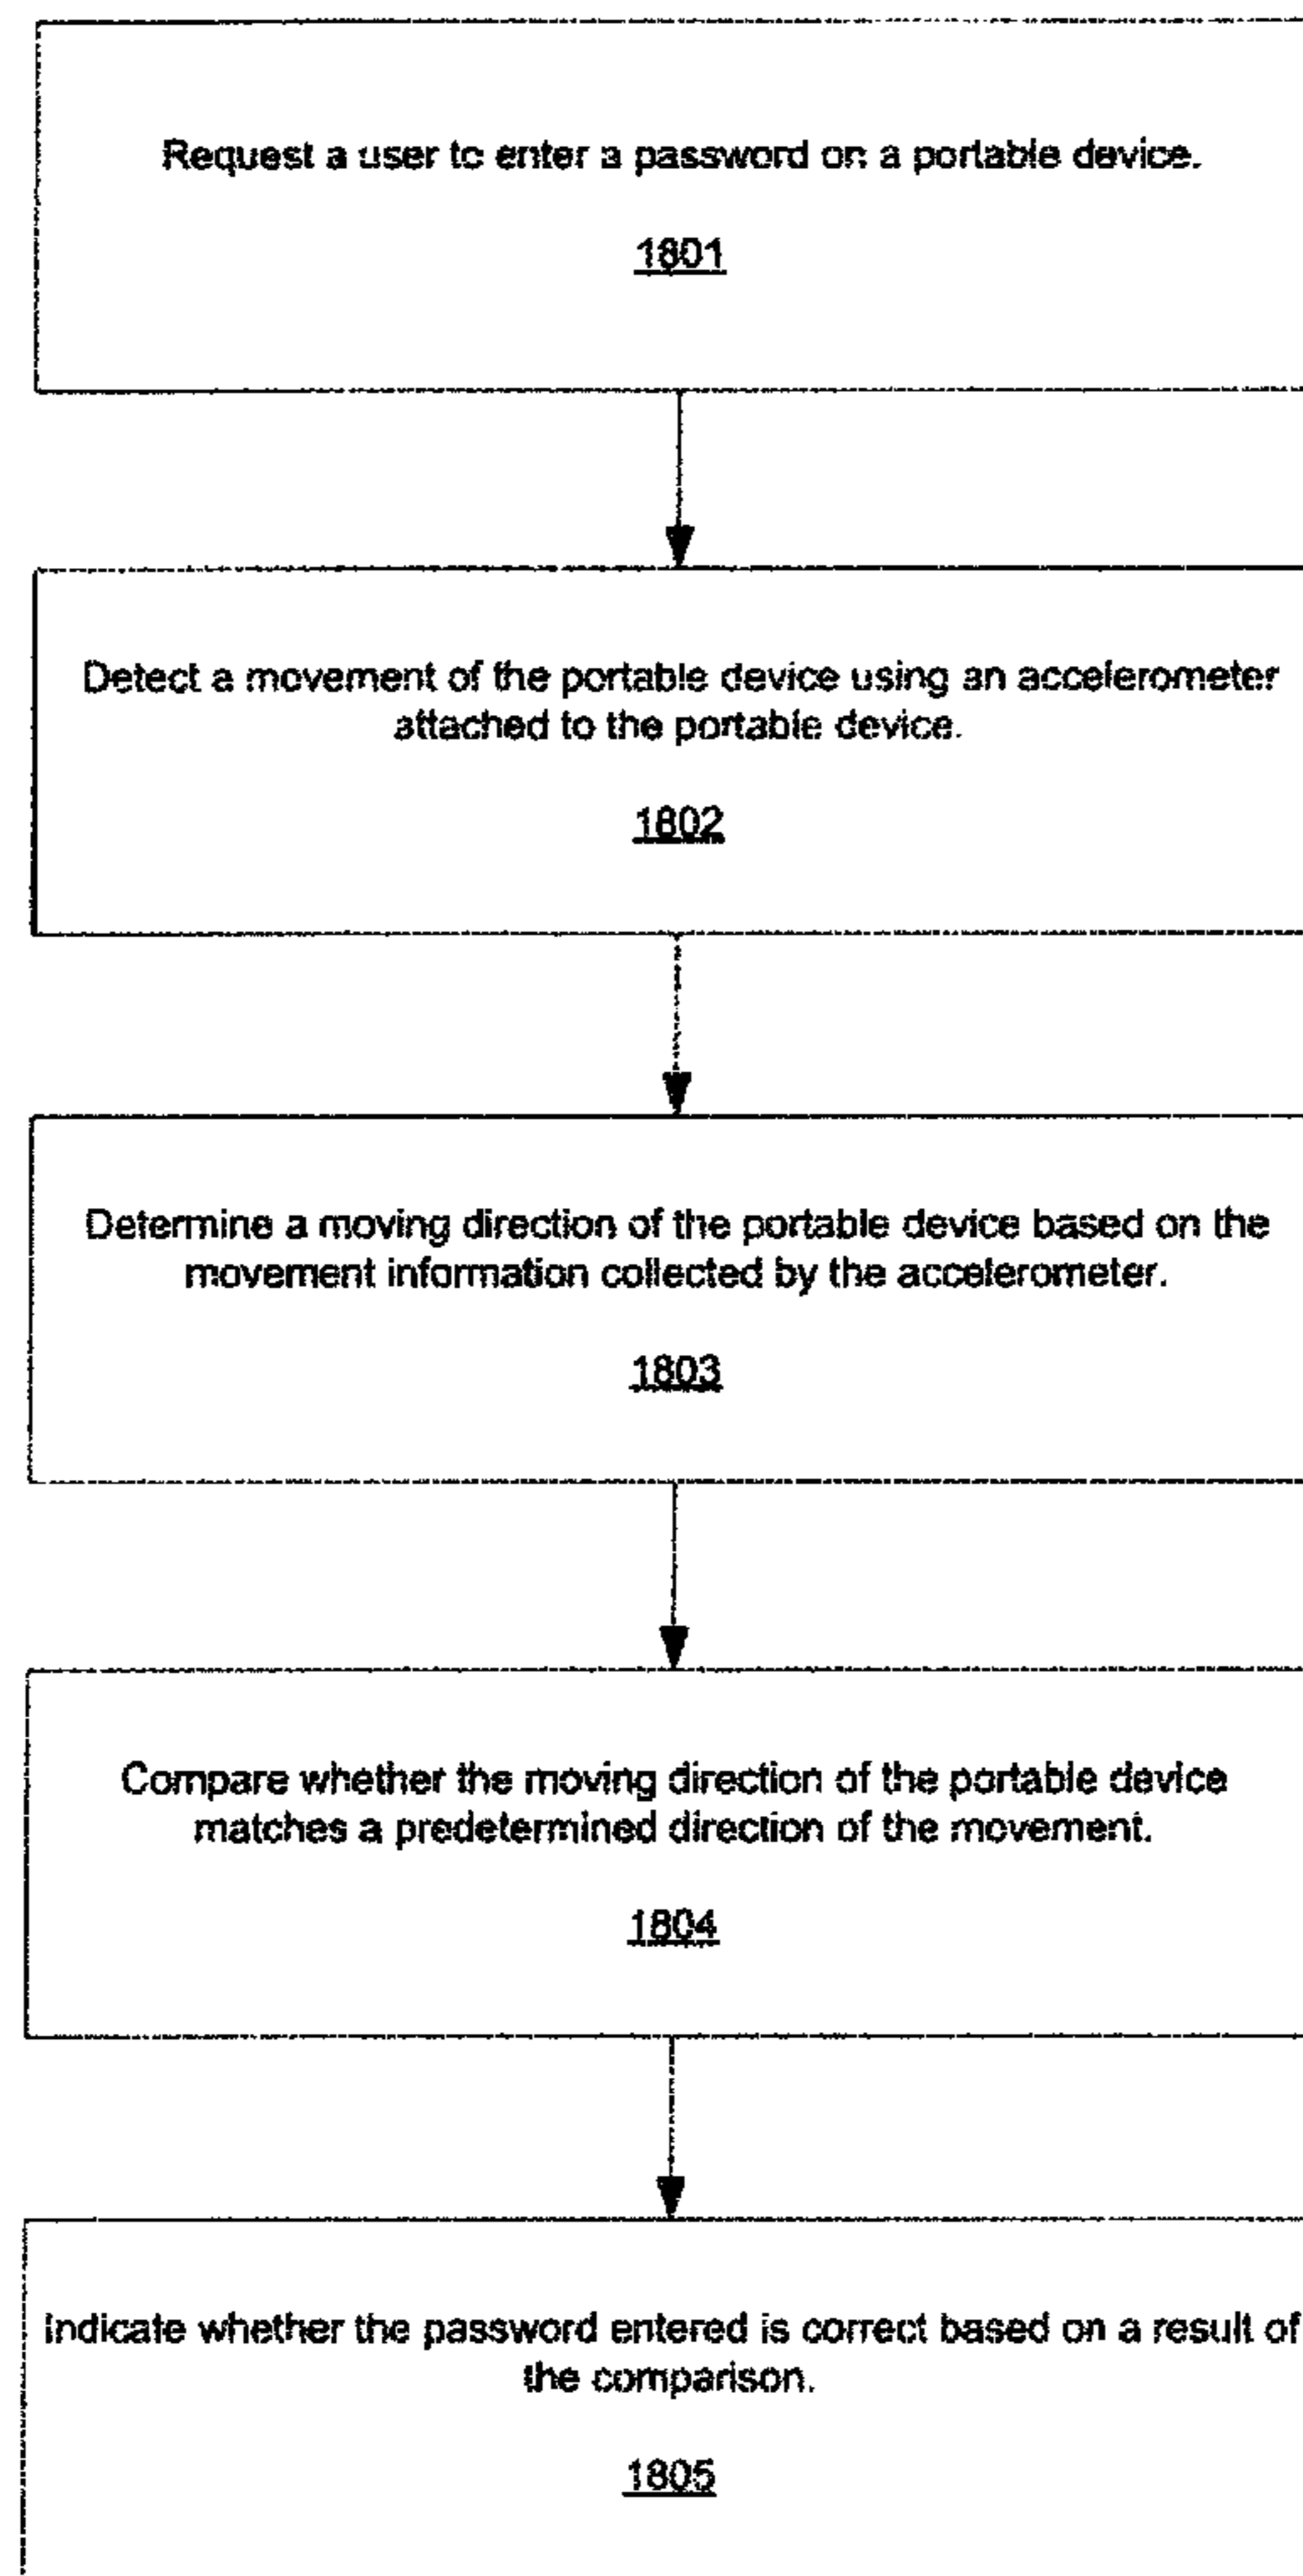 Request a user to enter a password on a portable device.
1801
Detect a movement of the portable device using an accelerometer
attached to the portable device.
1802
Determine a moving direction of the portable device based on the
movement information collected by the accelerometer.
1803
Compare whether the moving direction of the portable device
matches a predetermined direction of the movement.
1804
Indicate whether the password entered is correct based on a result of
the comparison.
1805